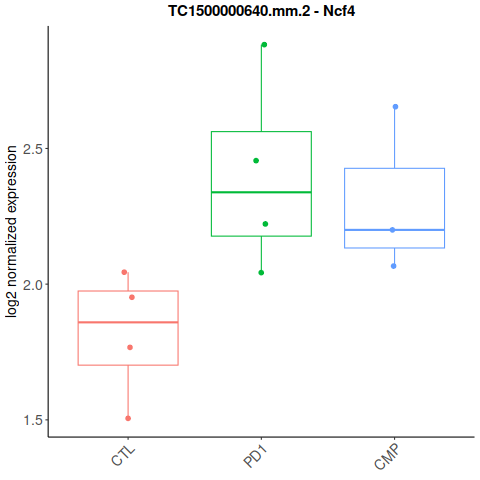 TC1500000640.mm.2 - Ncf4
log2 normalized expression
2.5
2.0
1.5
CTL
PD1
CMP